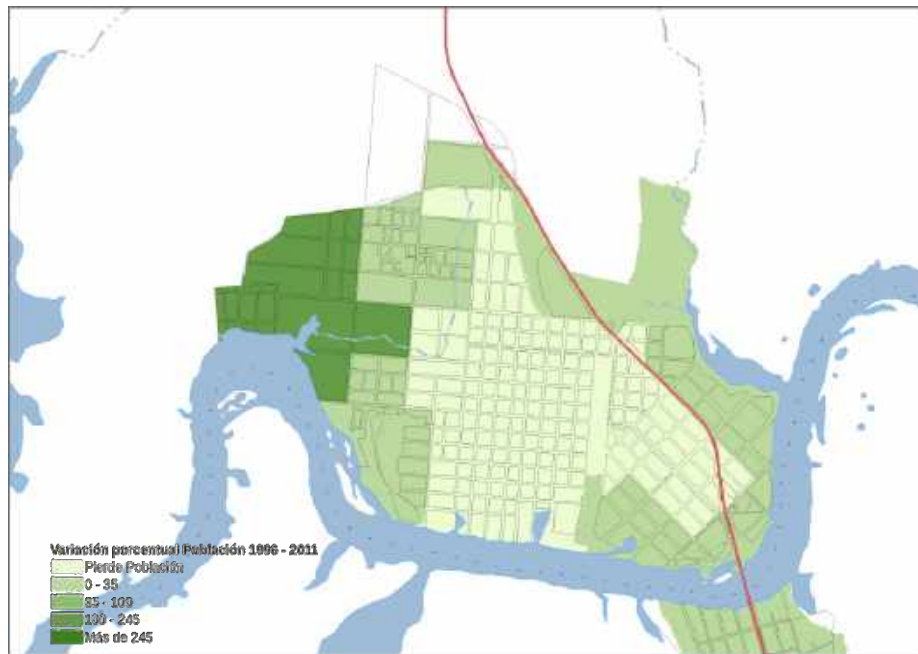 Variación porcentual Población 1996 - 2011
Pierde Población
0 - 35
35 - 100
100 - 245
Más de 245